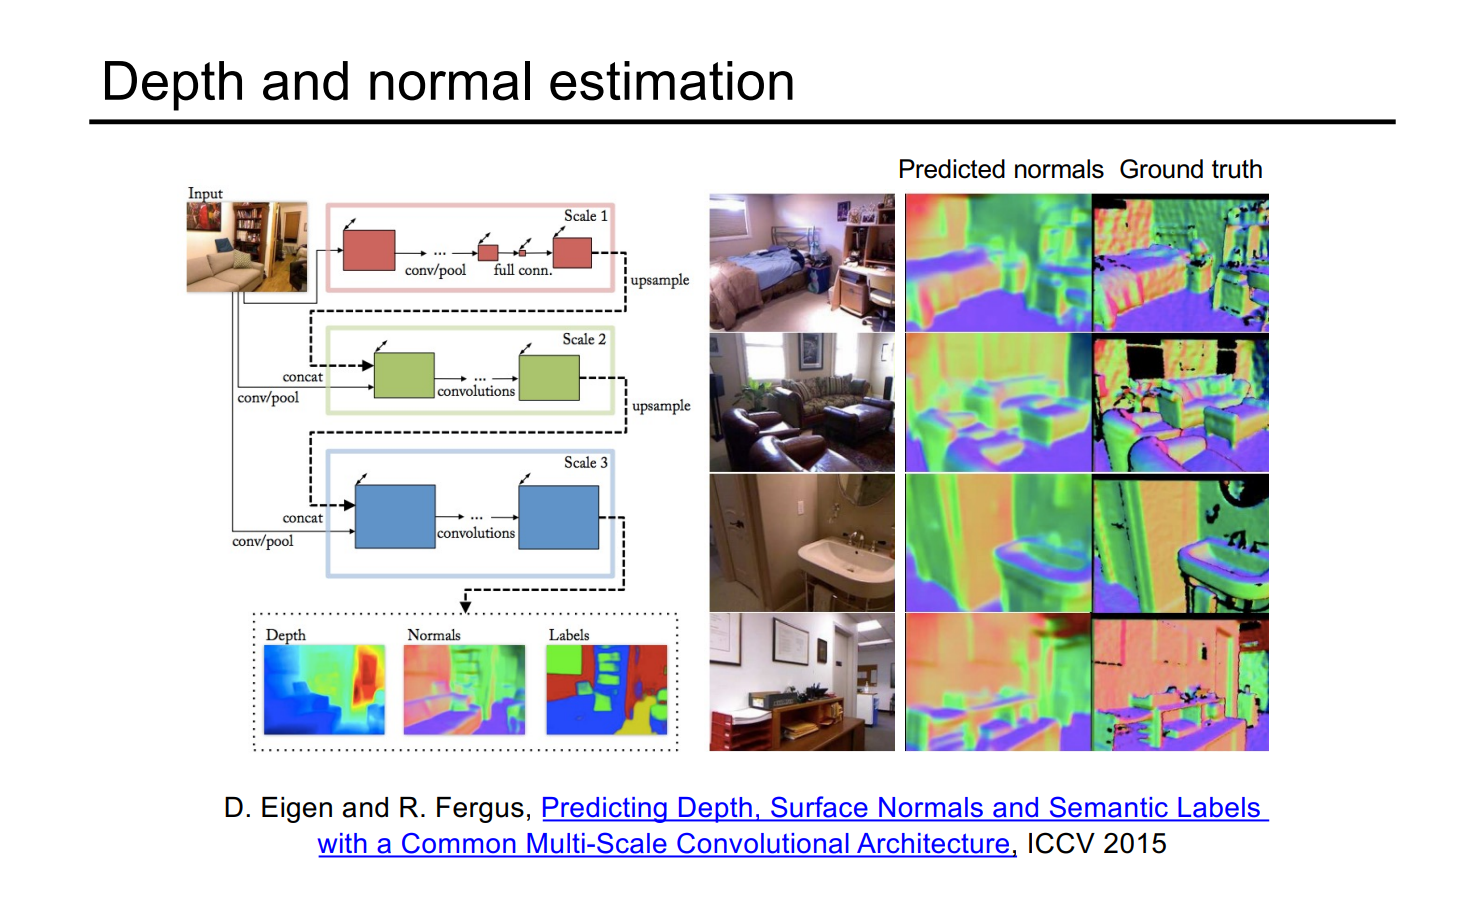 Depth and normal estimation
Predicted normals Ground truth
Input
Scale 1
...
conv/pool
full conn.
upsample
Scale 2
concat
...
conv/pool
convolutions
upsample
Scale 3
concat
...
conv/pool
convolutions
Depth
Normals
Labels
D. Eigen and R. Fergus, Predicting Depth, Surface Normals and Semantic Labels
with a Common Multi-Scale Convolutional Architecture, ICCV 2015